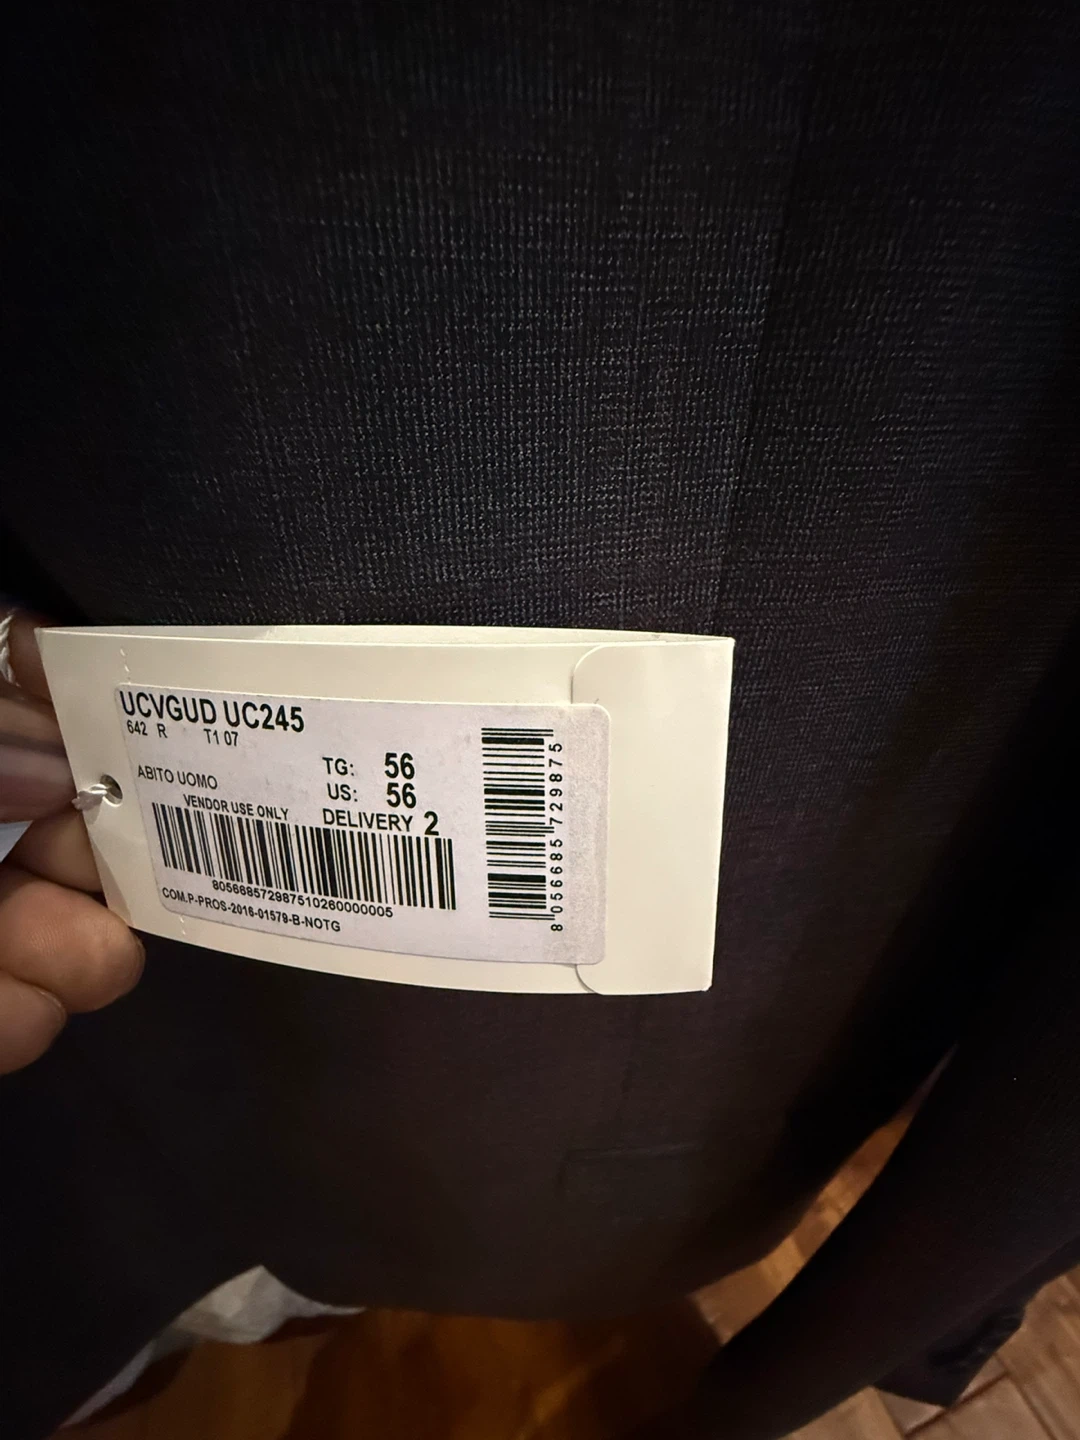 UCVGUD UC245
642 R T1 07
TG: 56
ABITO UOMO
US: 56
VENDOR USE ONLY
DELIVERY 2
805668572987510260000005
COM.P-PROS-2016-01579-B-NOTG
8 056685 729875